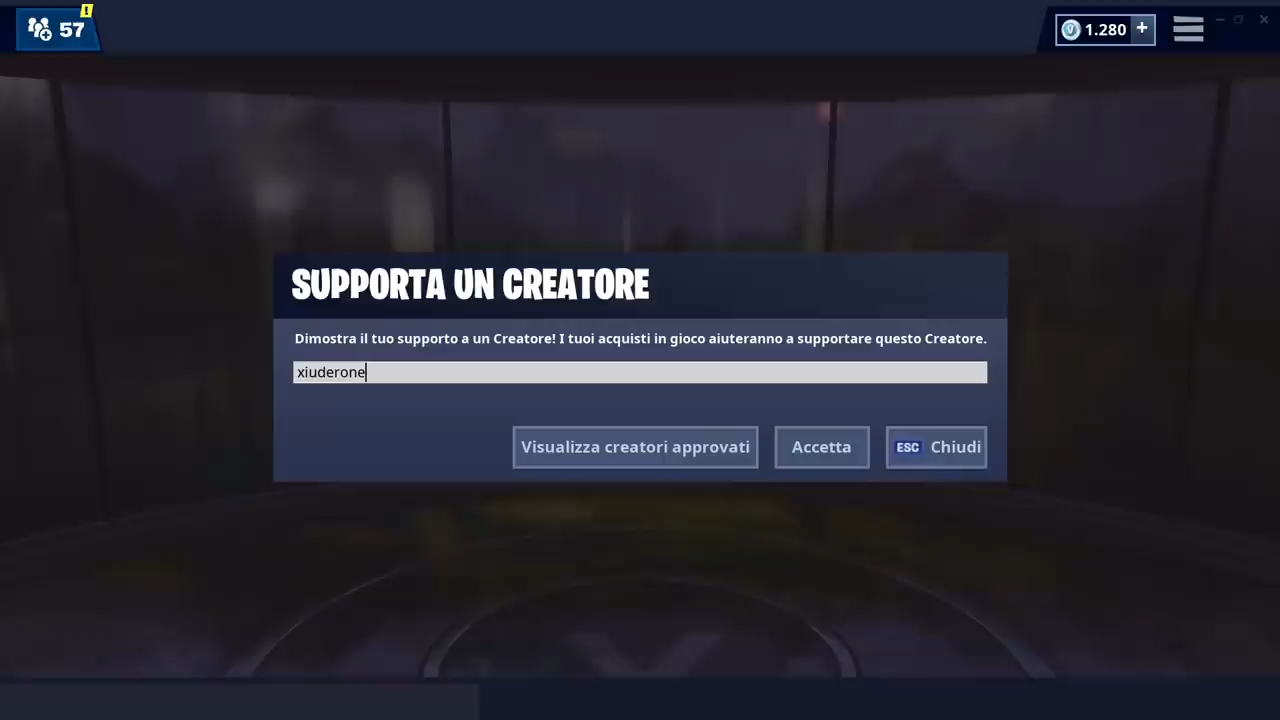 57
!
1.280 +
SUPPORTA UN CREATORE
Dimostra il tuo supporto a un Creatore! I tuoi acquisti in gioco aiuteranno a supportare questo Creatore.
xiuderone
Visualizza creatori approvati
Accetta
ESC Chiudi